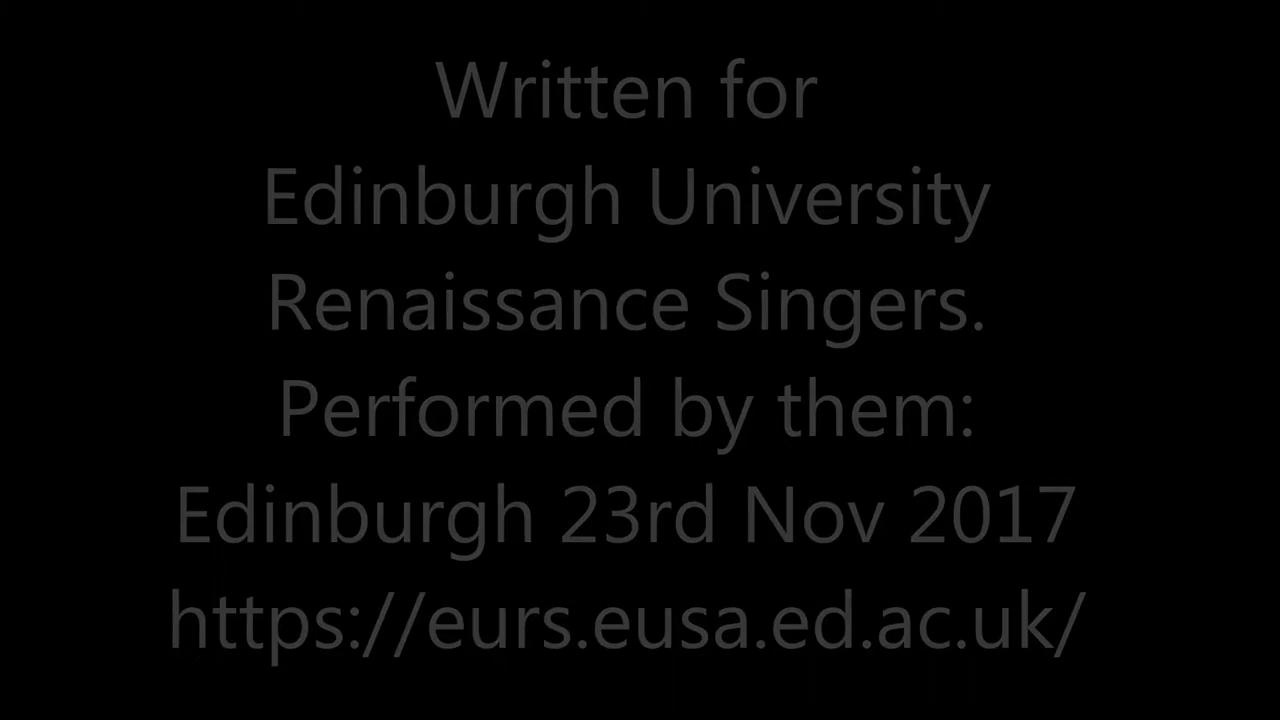 Written for
Edinburgh University
Renaissance Singers.
Performed by them:
Edinburgh 23rd Nov 2017
https://eurs.eusa.ed.ac.uk/